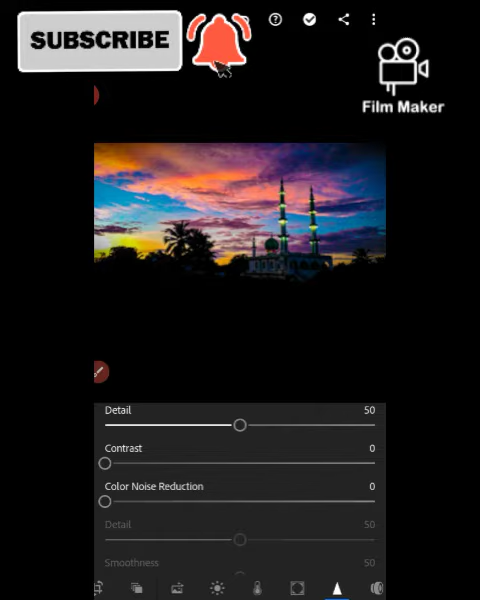 SUBSCRIBE
Film Maker
Detail 50
Contrast 0
Color Noise Reduction 0
Detail 50
Smoothness 50